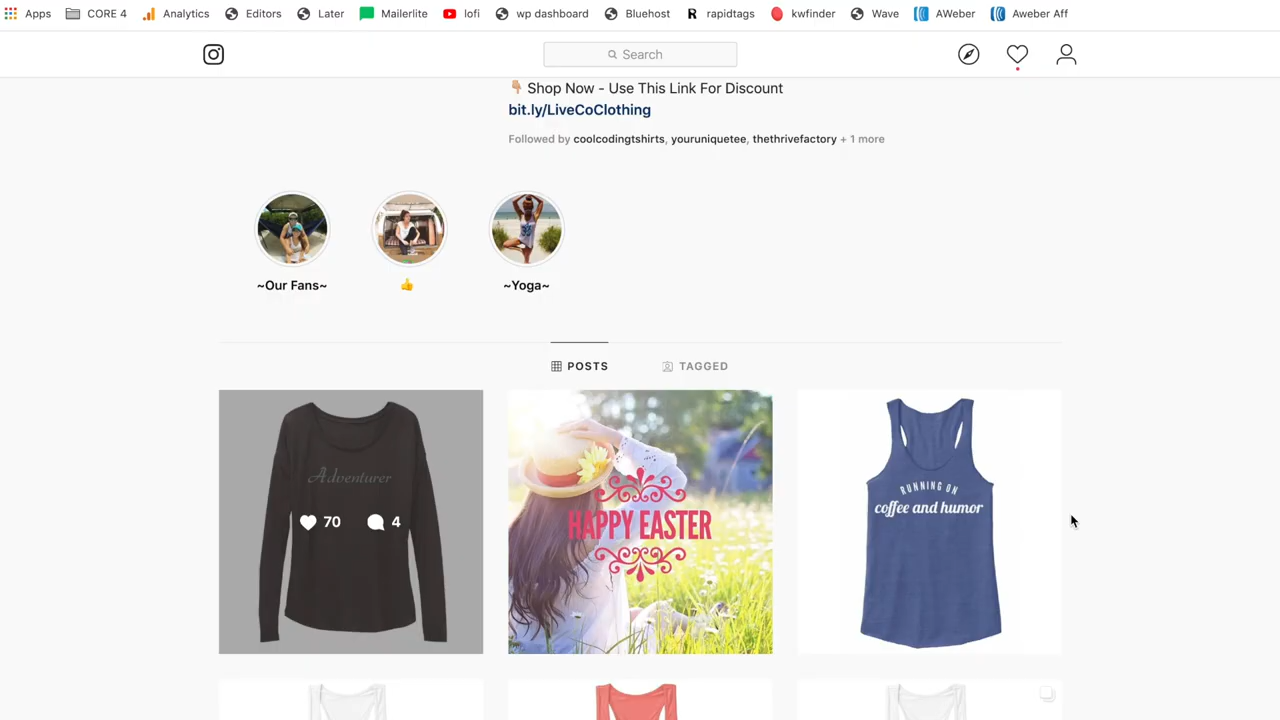 Apps CORE 4 Analytics Editors Later Mailerlite lofi wp dashboard Bluehost rapidtags kwfinder Wave AWeber Aweber Aff
Search
👇🏼 Shop Now - Use This Link For Discount
bit.ly/LiveCoClothing
Followed by coolcodingtshirts, youruniquetee, thethrivefactory + 1 more
~Our Fans~ 👍 ~Yoga~
POSTS TAGGED
Adventurer
70 4
HAPPY EASTER
RUNNING ON
coffee and humor